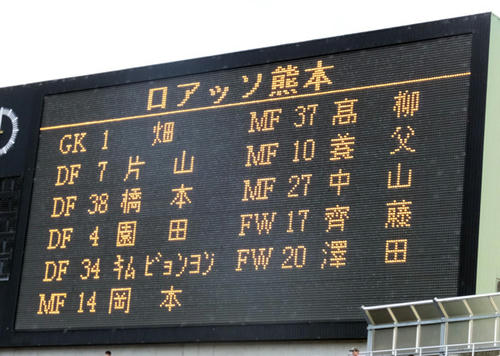 ロアッソ熊本
GK 1 畑
DF 7 片山
DF 38 橋本
DF 4 園田
DF 34 ｷﾑ ﾋﾞｮﾝﾖﾝ
MF 14 岡本
MF 37 髙柳
MF 10 養父
MF 27 中山
FW 17 齊藤
FW 20 澤田